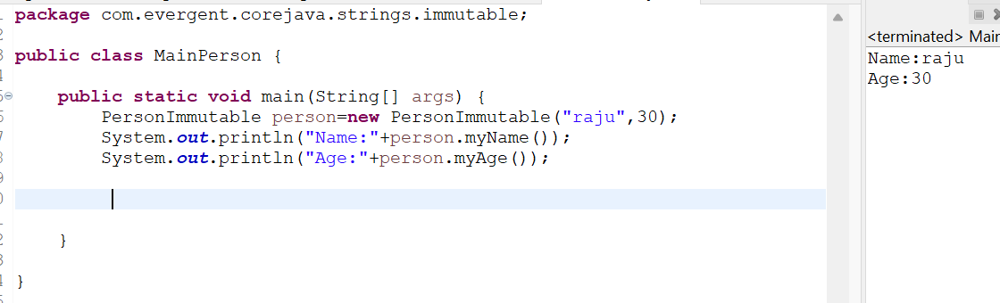 package com.evergent.corejava.strings.immutable;
public class MainPerson {
public static void main(String[] args) {
PersonImmutable person=new PersonImmutable("raju",30);
System.out.println("Name:"+person.myName());
System.out.println("Age:"+person.myAge());
}
}
<terminated> Mair
Name:raju
Age:30